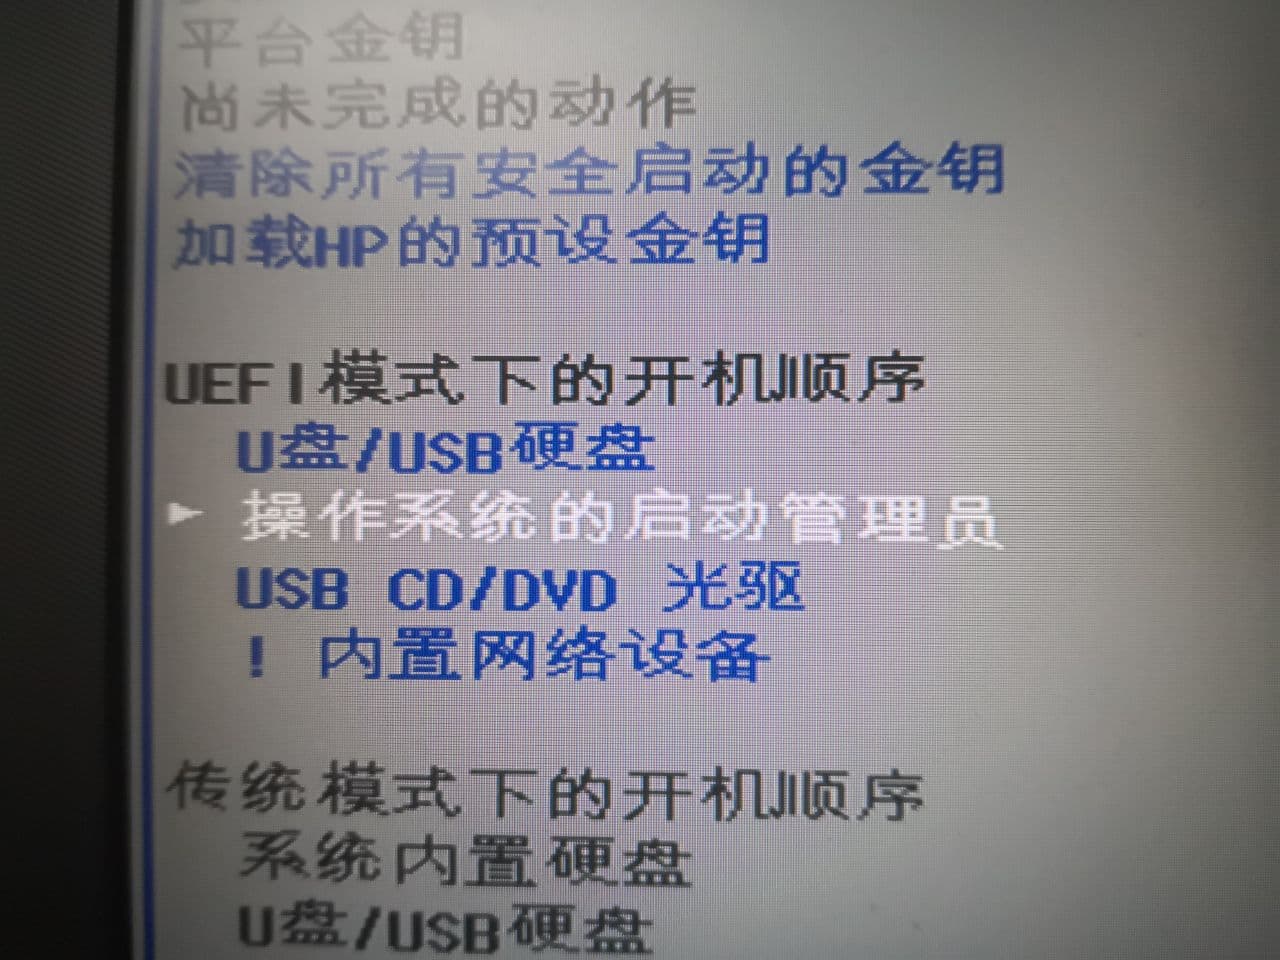 平台金钥
尚未完成的动作
清除所有安全启动的金钥
加载HP的预设金钥
UEFI模式下的开机顺序
U盘/USB硬盘
▶ 操作系统的启动管理员
USB CD/DVD 光驱
! 内置网络设备
传统模式下的开机顺序
系统内置硬盘
U盘/USB硬盘